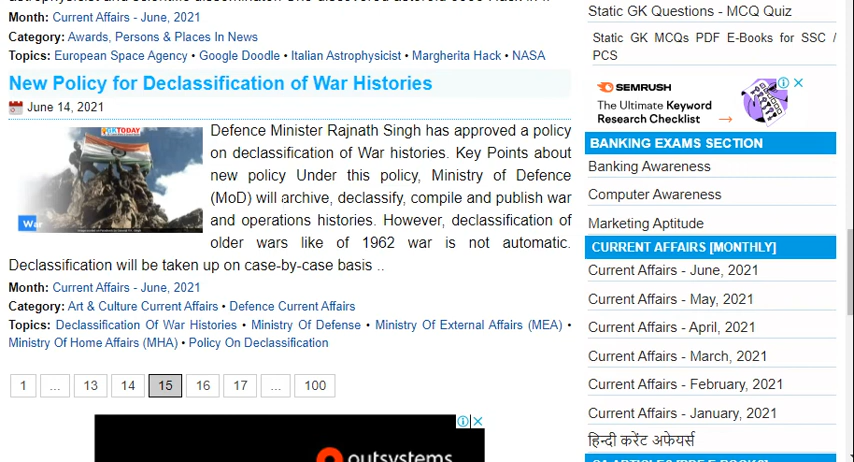 Month: Current Affairs - June, 2021
Category: Awards, Persons & Places In News
Topics: European Space Agency • Google Doodle • Italian Astrophysicist • Margherita Hack • NASA
New Policy for Declassification of War Histories
June 14, 2021
GKTODAY
War
Defence Minister Rajnath Singh has approved a policy
on declassification of War histories. Key Points about
new policy Under this policy, Ministry of Defence
(MoD) will archive, declassify, compile and publish war
and operations histories. However, declassification of
older wars like of 1962 war is not automatic.
Declassification will be taken up on case-by-case basis ..
Month: Current Affairs - June, 2021
Category: Art & Culture Current Affairs • Defence Current Affairs
Topics: Declassification Of War Histories • Ministry Of Defense • Ministry Of External Affairs (MEA) •
Ministry Of Home Affairs (MHA) • Policy On Declassification
1 ... 13 14 15 16 17 ... 100
outsystems
Static GK Questions - MCQ Quiz
Static GK MCQs PDF E-Books for SSC /
PCS
SEMRUSH
The Ultimate Keyword
Research Checklist →
BANKING EXAMS SECTION
Banking Awareness
Computer Awareness
Marketing Aptitude
CURRENT AFFAIRS [MONTHLY]
Current Affairs - June, 2021
Current Affairs - May, 2021
Current Affairs - April, 2021
Current Affairs - March, 2021
Current Affairs - February, 2021
Current Affairs - January, 2021
हिन्दी करेंट अफेयर्स